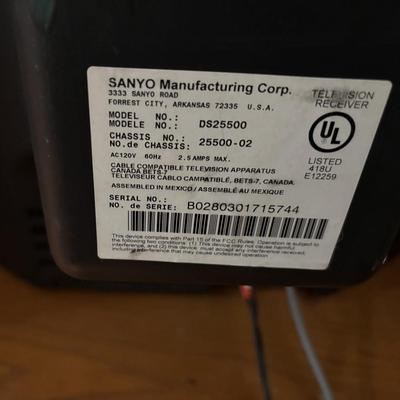 SANYO Manufacturing Corp.
3333 SANYO ROAD
FORREST CITY, ARKANSAS 72335 U.S.A.
TELEVISION
RECEIVER
MODEL NO.:
MODELE NO.: DS25500
CHASSIS NO.:
NO.de CHASSIS: 25500-02
AC120V 60Hz 2.5 AMPS MAX.
UL
LISTED
418U
E12259
CABLE COMPATIBLE TELEVISION APPARATUS
CANADA BETS-7
TELEVISEUR CABLO COMPATIBLE, BETS-7, CANADA.
ASSEMBLED IN MEXICO / ASSEMBLE AU MEXIQUE
SERIAL NO.:
NO. de SERIE: B0280301715744
This device complies with Part 15 of the FCC Rules. Operation is subject to
the following two conditions: (1) This device may not cause harmful
interference, and (2) this device must accept any interference
received, including interference that may cause undesired operation.